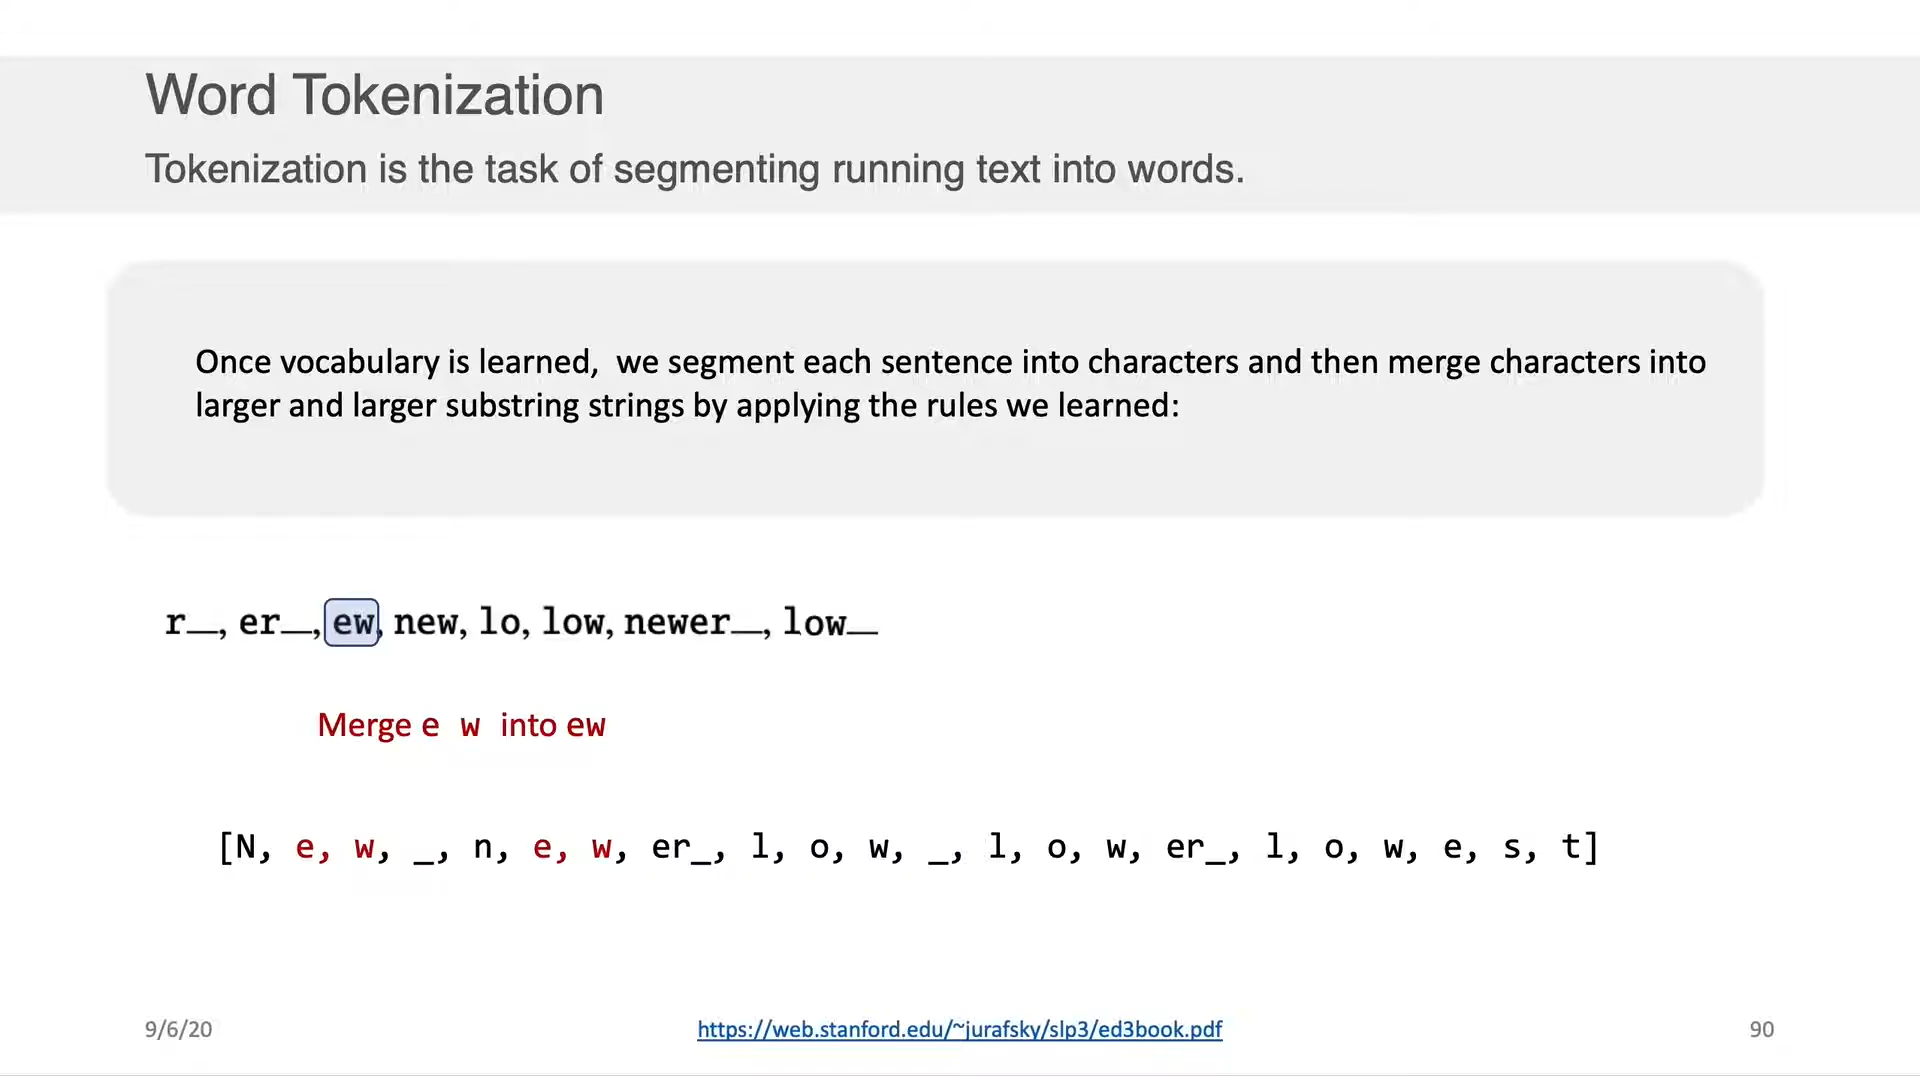 Word Tokenization
Tokenization is the task of segmenting running text into words.
Once vocabulary is learned,  we segment each sentence into characters and then merge characters into
larger and larger substring strings by applying the rules we learned:
r_, er_, ew, new, lo, low, newer_, low_
Merge e w into ew
[N, e, w, _, n, e, w, er_, l, o, w, _, l, o, w, er_, l, o, w, e, s, t]
9/6/20
https://web.stanford.edu/~jurafsky/slp3/ed3book.pdf
90